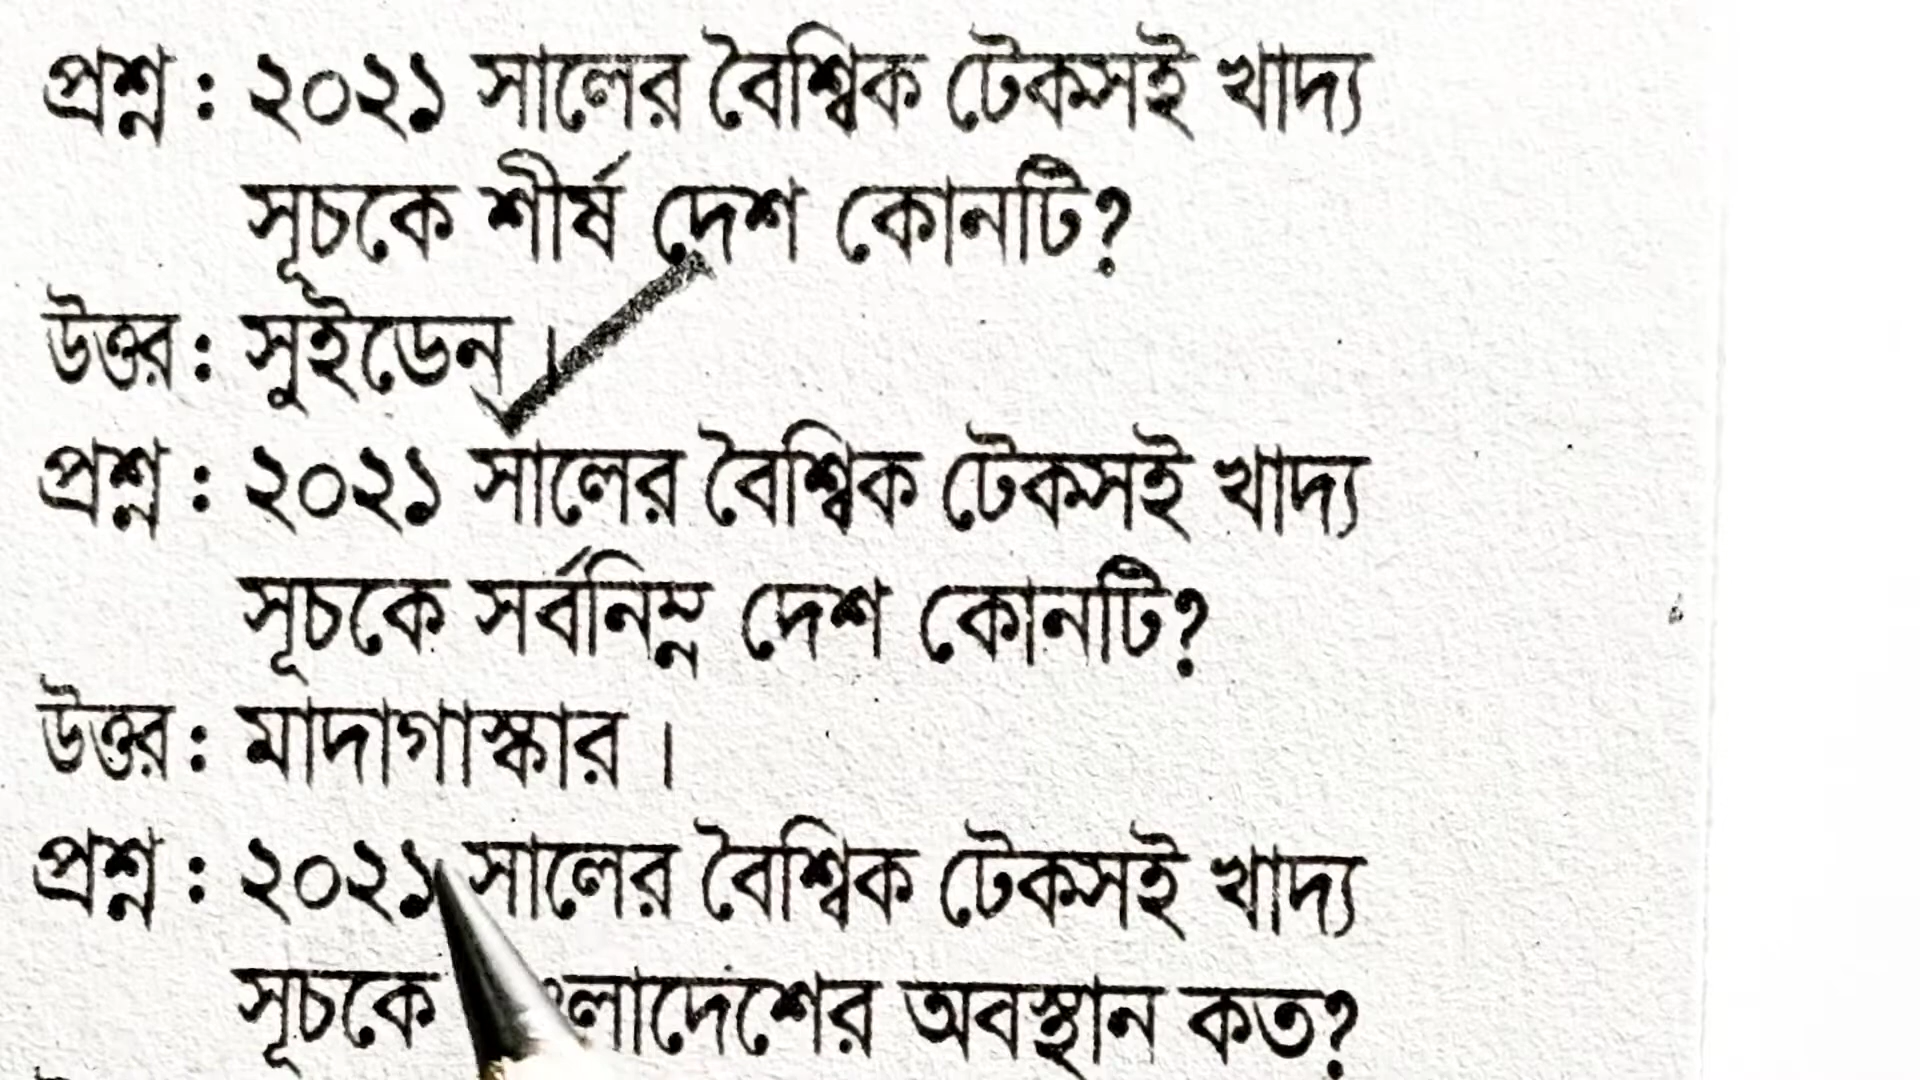 প্রশ্ন : ২০২১ সালের বৈশ্বিক টেকসই খাদ্য
সূচকে শীর্ষ দেশ কোনটি?
উত্তর : সুইডেন।
প্রশ্ন : ২০২১ সালের বৈশ্বিক টেকসই খাদ্য
সূচকে সর্বনিম্ন দেশ কোনটি?
উত্তর : মাদাগাস্কার।
প্রশ্ন : ২০২১ সালের বৈশ্বিক টেকসই খাদ্য
সূচকে অবস্থান কত?